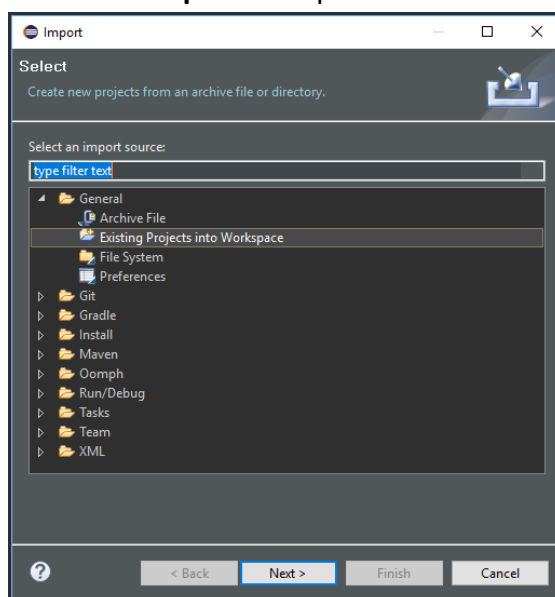 Import
Select
Create new projects from an archive file or directory.
Select an import source:
type filter text
General
Archive File
Existing Projects into Workspace
File System
Preferences
Git
Gradle
Install
Maven
Oomph
Run/Debug
Tasks
Team
XML
? < Back Next > Finish Cancel